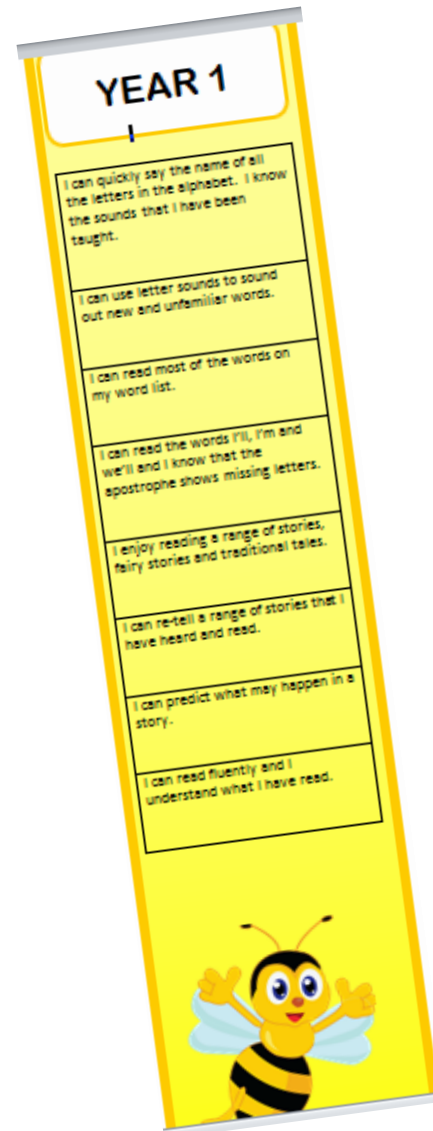 YEAR 1
I can quickly say the name of all
the letters in the alphabet. I know
the sounds that I have been
taught.
I can use letter sounds to sound
out new and unfamiliar words.
I can read most of the words on
my word list.
I can read the words I'll, I'm and
we'll and I know that the
apostrophe shows missing letters.
I enjoy reading a range of stories,
fairy stories and traditional tales.
I can re-tell a range of stories that I
have heard and read.
I can predict what may happen in a
story.
I can read fluently and I
understand what I have read.